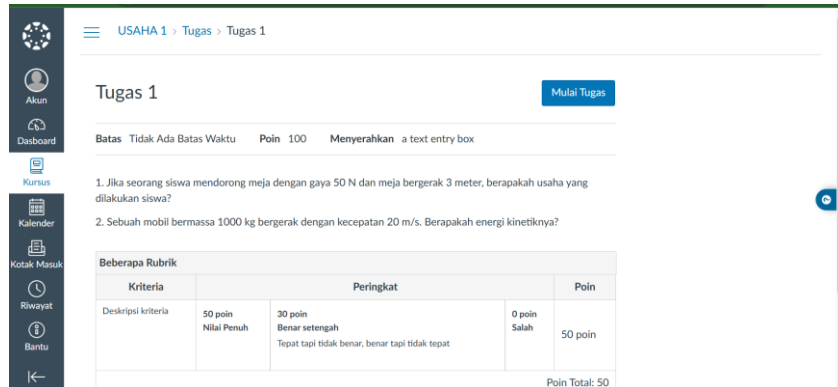 USAHA 1 > Tugas > Tugas 1
Akun
Dasboard
Kursus
Kalender
Kotak Masuk
Riwayat
Bantu
Tugas 1
Mulai Tugas
Batas Tidak Ada Batas Waktu Poin 100 Menyerahkan a text entry box
1. Jika seorang siswa mendorong meja dengan gaya 50 N dan meja bergerak 3 meter, berapakah usaha yang
dilakukan siswa?
2. Sebuah mobil bermassa 1000 kg bergerak dengan kecepatan 20 m/s. Berapakah energi kinetiknya?
Beberapa Rubrik
Kriteria Peringkat Poin
Deskripsi kriteria
50 poin
Nilai Penuh
30 poin
Benar setengah
Tepat tapi tidak benar, benar tapi tidak tepat
0 poin
Salah
50 poin
Poin Total: 50